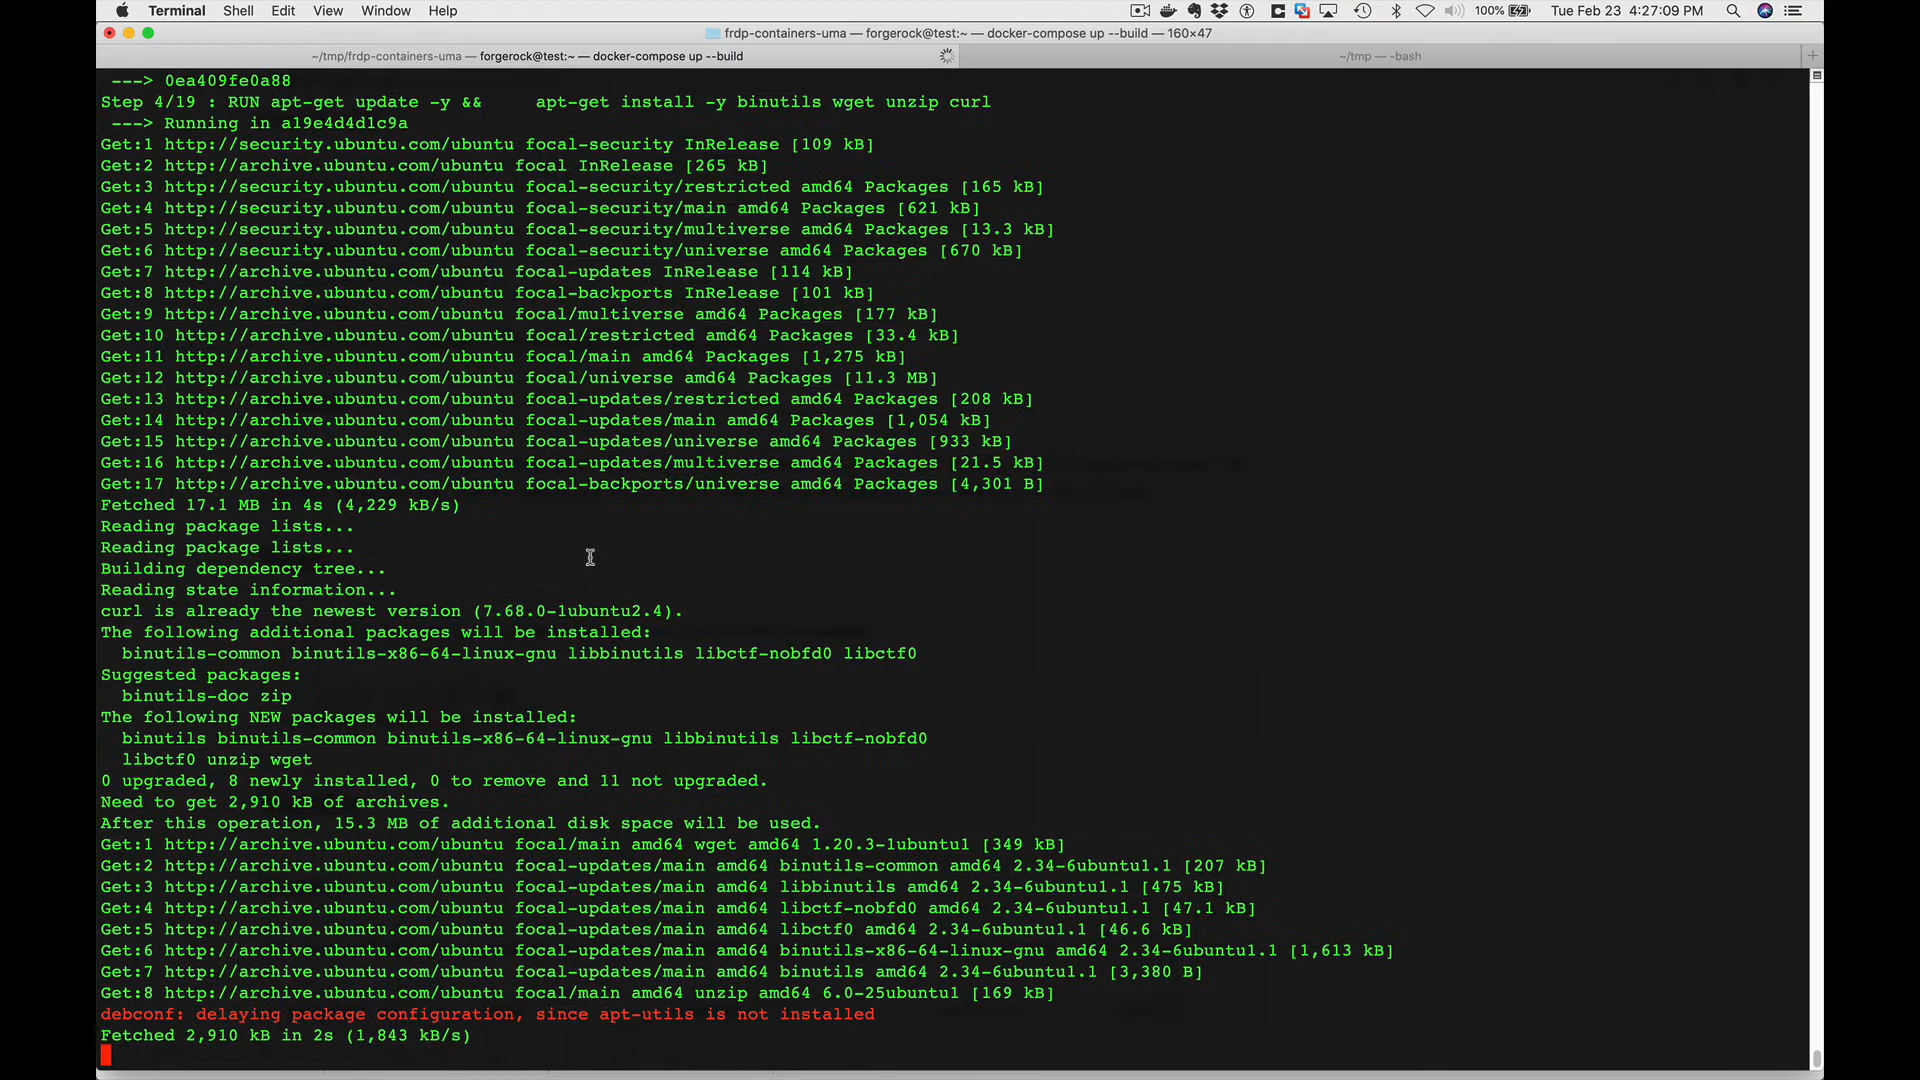 Terminal Shell Edit View Window Help 100% Tue Feb 23 4:27:09 PM
frdp-containers-uma — forgerock@test:~ — docker-compose up --build — 160×47
~/tmp/frdp-containers-uma — forgerock@test:~ — docker-compose up --build ~/tmp — -bash +
---> 0ea409fe0a88
Step 4/19 : RUN apt-get update -y &&     apt-get install -y binutils wget unzip curl
---> Running in a19e4d4d1c9a
Get:1 http://security.ubuntu.com/ubuntu focal-security InRelease [109 kB]
Get:2 http://archive.ubuntu.com/ubuntu focal InRelease [265 kB]
Get:3 http://security.ubuntu.com/ubuntu focal-security/restricted amd64 Packages [165 kB]
Get:4 http://security.ubuntu.com/ubuntu focal-security/main amd64 Packages [621 kB]
Get:5 http://security.ubuntu.com/ubuntu focal-security/multiverse amd64 Packages [13.3 kB]
Get:6 http://security.ubuntu.com/ubuntu focal-security/universe amd64 Packages [670 kB]
Get:7 http://archive.ubuntu.com/ubuntu focal-updates InRelease [114 kB]
Get:8 http://archive.ubuntu.com/ubuntu focal-backports InRelease [101 kB]
Get:9 http://archive.ubuntu.com/ubuntu focal/multiverse amd64 Packages [177 kB]
Get:10 http://archive.ubuntu.com/ubuntu focal/restricted amd64 Packages [33.4 kB]
Get:11 http://archive.ubuntu.com/ubuntu focal/main amd64 Packages [1,275 kB]
Get:12 http://archive.ubuntu.com/ubuntu focal/universe amd64 Packages [11.3 MB]
Get:13 http://archive.ubuntu.com/ubuntu focal-updates/restricted amd64 Packages [208 kB]
Get:14 http://archive.ubuntu.com/ubuntu focal-updates/main amd64 Packages [1,054 kB]
Get:15 http://archive.ubuntu.com/ubuntu focal-updates/universe amd64 Packages [933 kB]
Get:16 http://archive.ubuntu.com/ubuntu focal-updates/multiverse amd64 Packages [21.5 kB]
Get:17 http://archive.ubuntu.com/ubuntu focal-backports/universe amd64 Packages [4,301 B]
Fetched 17.1 MB in 4s (4,229 kB/s)
Reading package lists...
Reading package lists...
Building dependency tree...
Reading state information...
curl is already the newest version (7.68.0-1ubuntu2.4).
The following additional packages will be installed:
binutils-common binutils-x86-64-linux-gnu libbinutils libctf-nobfd0 libctf0
Suggested packages:
binutils-doc zip
The following NEW packages will be installed:
binutils binutils-common binutils-x86-64-linux-gnu libbinutils libctf-nobfd0
libctf0 unzip wget
0 upgraded, 8 newly installed, 0 to remove and 11 not upgraded.
Need to get 2,910 kB of archives.
After this operation, 15.3 MB of additional disk space will be used.
Get:1 http://archive.ubuntu.com/ubuntu focal/main amd64 wget amd64 1.20.3-1ubuntu1 [349 kB]
Get:2 http://archive.ubuntu.com/ubuntu focal-updates/main amd64 binutils-common amd64 2.34-6ubuntu1.1 [207 kB]
Get:3 http://archive.ubuntu.com/ubuntu focal-updates/main amd64 libbinutils amd64 2.34-6ubuntu1.1 [475 kB]
Get:4 http://archive.ubuntu.com/ubuntu focal-updates/main amd64 libctf-nobfd0 amd64 2.34-6ubuntu1.1 [47.1 kB]
Get:5 http://archive.ubuntu.com/ubuntu focal-updates/main amd64 libctf0 amd64 2.34-6ubuntu1.1 [46.6 kB]
Get:6 http://archive.ubuntu.com/ubuntu focal-updates/main amd64 binutils-x86-64-linux-gnu amd64 2.34-6ubuntu1.1 [1,613 kB]
Get:7 http://archive.ubuntu.com/ubuntu focal-updates/main amd64 binutils amd64 2.34-6ubuntu1.1 [3,380 B]
Get:8 http://archive.ubuntu.com/ubuntu focal/main amd64 unzip amd64 6.0-25ubuntu1 [169 kB]
debconf: delaying package configuration, since apt-utils is not installed
Fetched 2,910 kB in 2s (1,843 kB/s)